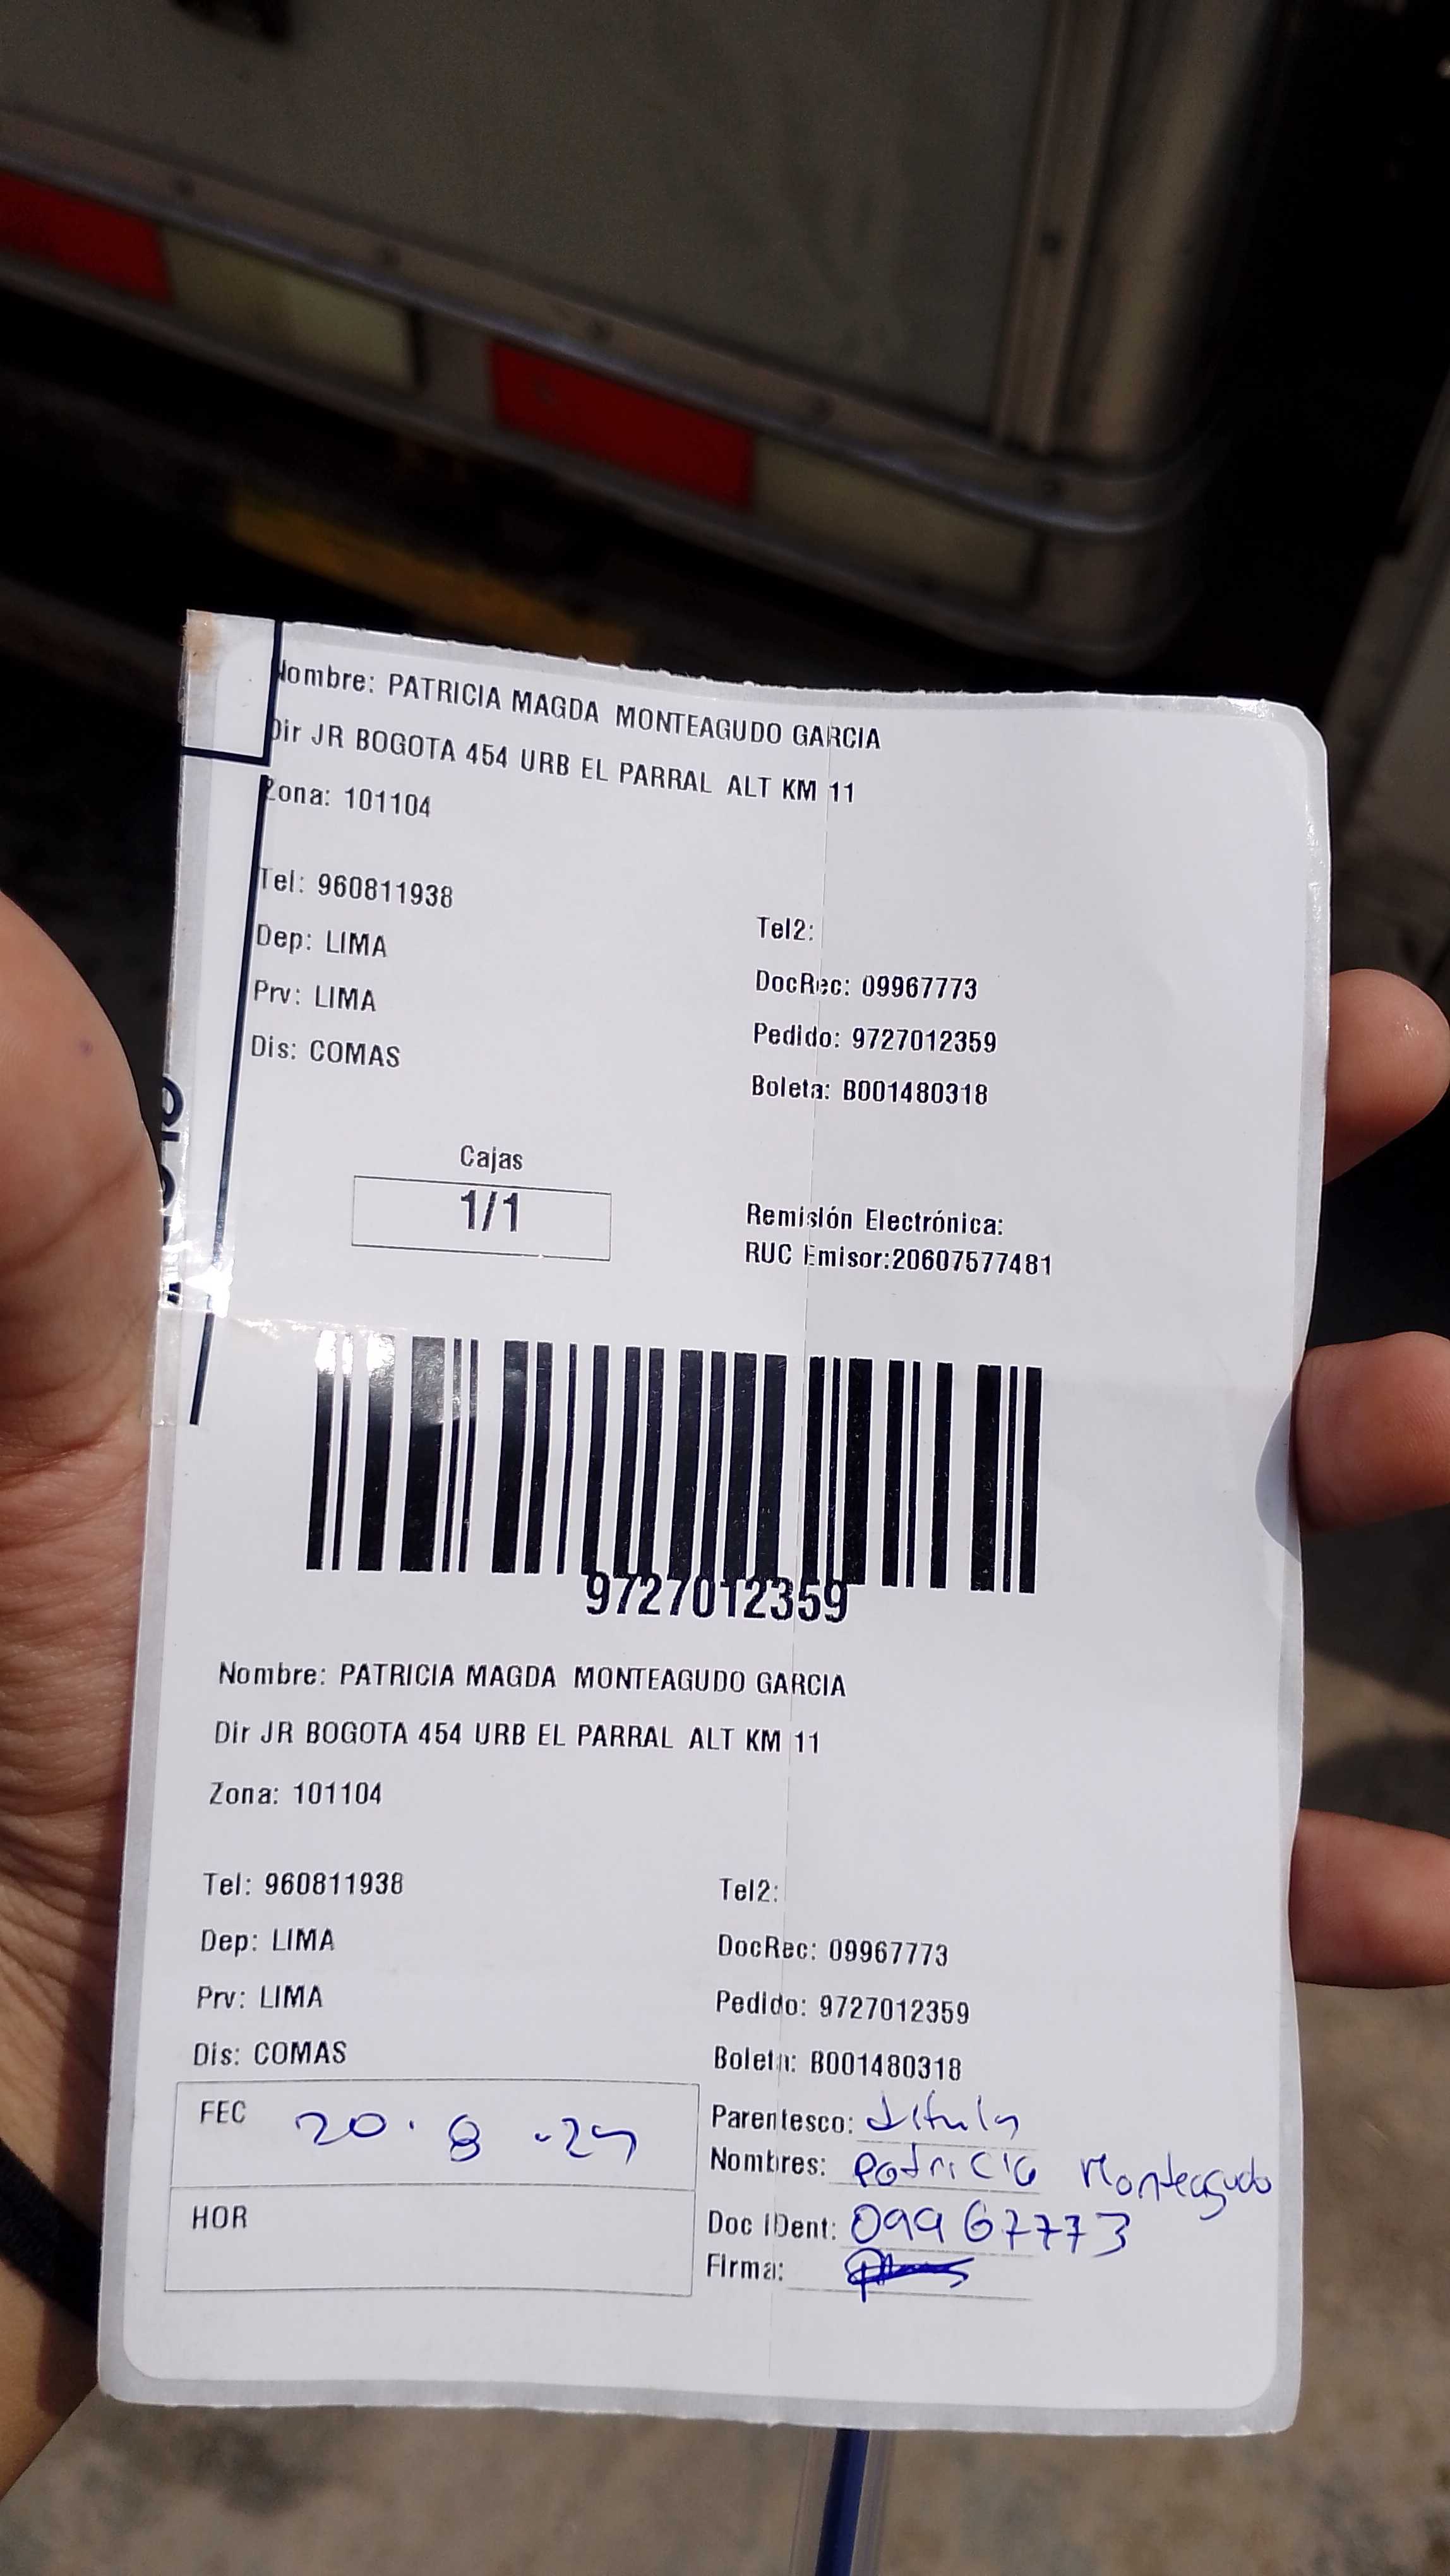 Nombre: PATRICIA MAGDA MONTEAGUDO GARCIA
Dir JR BOGOTA 454 URB EL PARRAL ALT KM 11
Zona: 101104
Tel: 960811938
Tel2:
Dep: LIMA
DocRec: 09967773
Prv: LIMA
Pedido: 9727012359
Dis: COMAS
Boleta: B001480318
Cajas
1/1
Remisión Electrónica:
RUC Emisor:20607577481
9727012359
Nombre: PATRICIA MAGDA MONTEAGUDO GARCIA
Dir JR BOGOTA 454 URB EL PARRAL ALT KM 11
Zona: 101104
Tel: 960811938
Tel2:
Dep: LIMA
DocRec: 09967773
Prv: LIMA
Pedido: 9727012359
Dis: COMAS
Boleta: B001480318
FEC 20.8
Parentesco: titular
Nombres: Patricia Monteagudo
HOR
Doc IDent: 09967773
Firma: